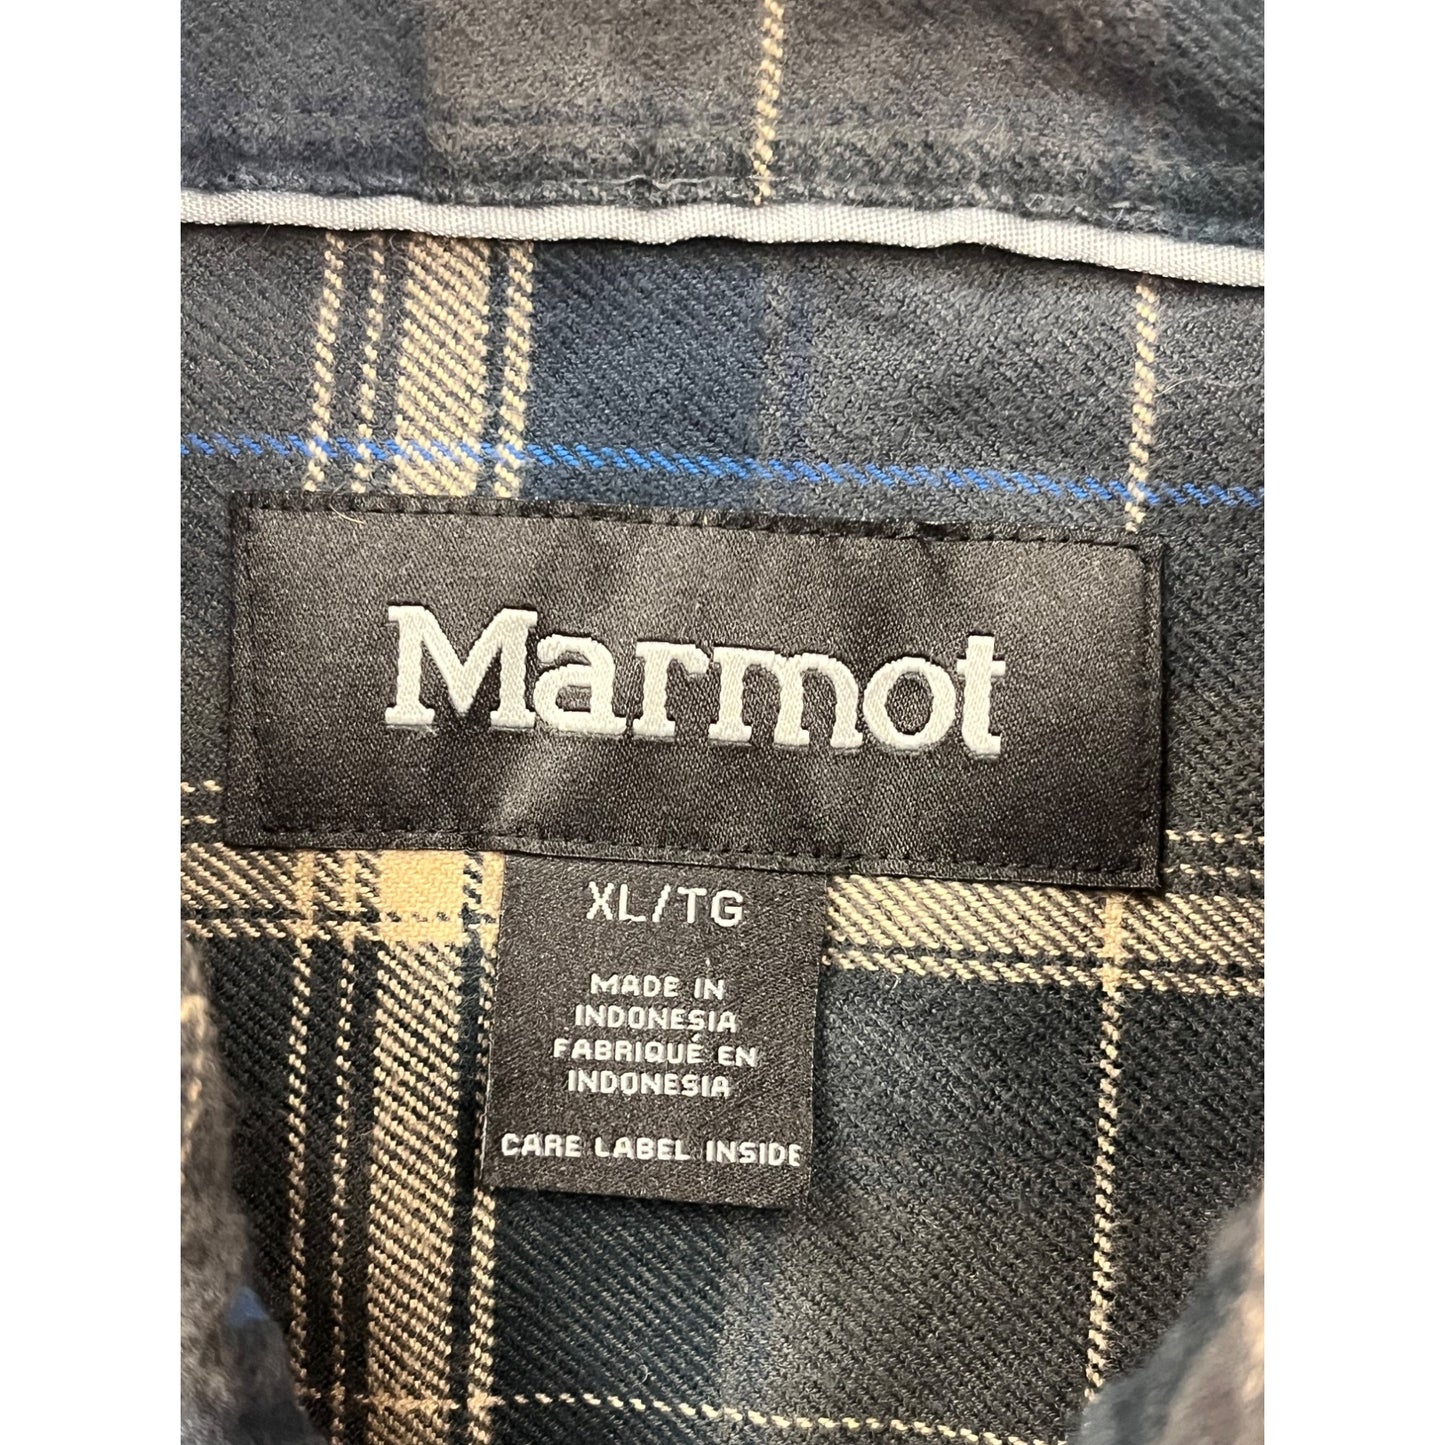 Marmot
XL/TG
MADE IN
INDONESIA
FABRIQUÉ EN
INDONESIA
CARE LABEL INSIDE